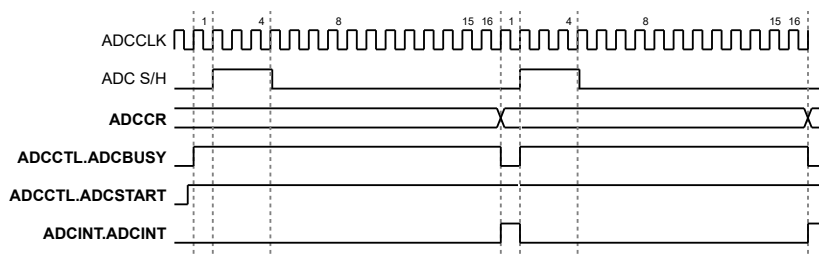 1 4 8 15 16 1 4 8 15 16
ADCCLK
ADC S/H
ADCCR
ADCCTL.ADCBUSY
ADCCTL.ADCSTART
ADCINT.ADCINT